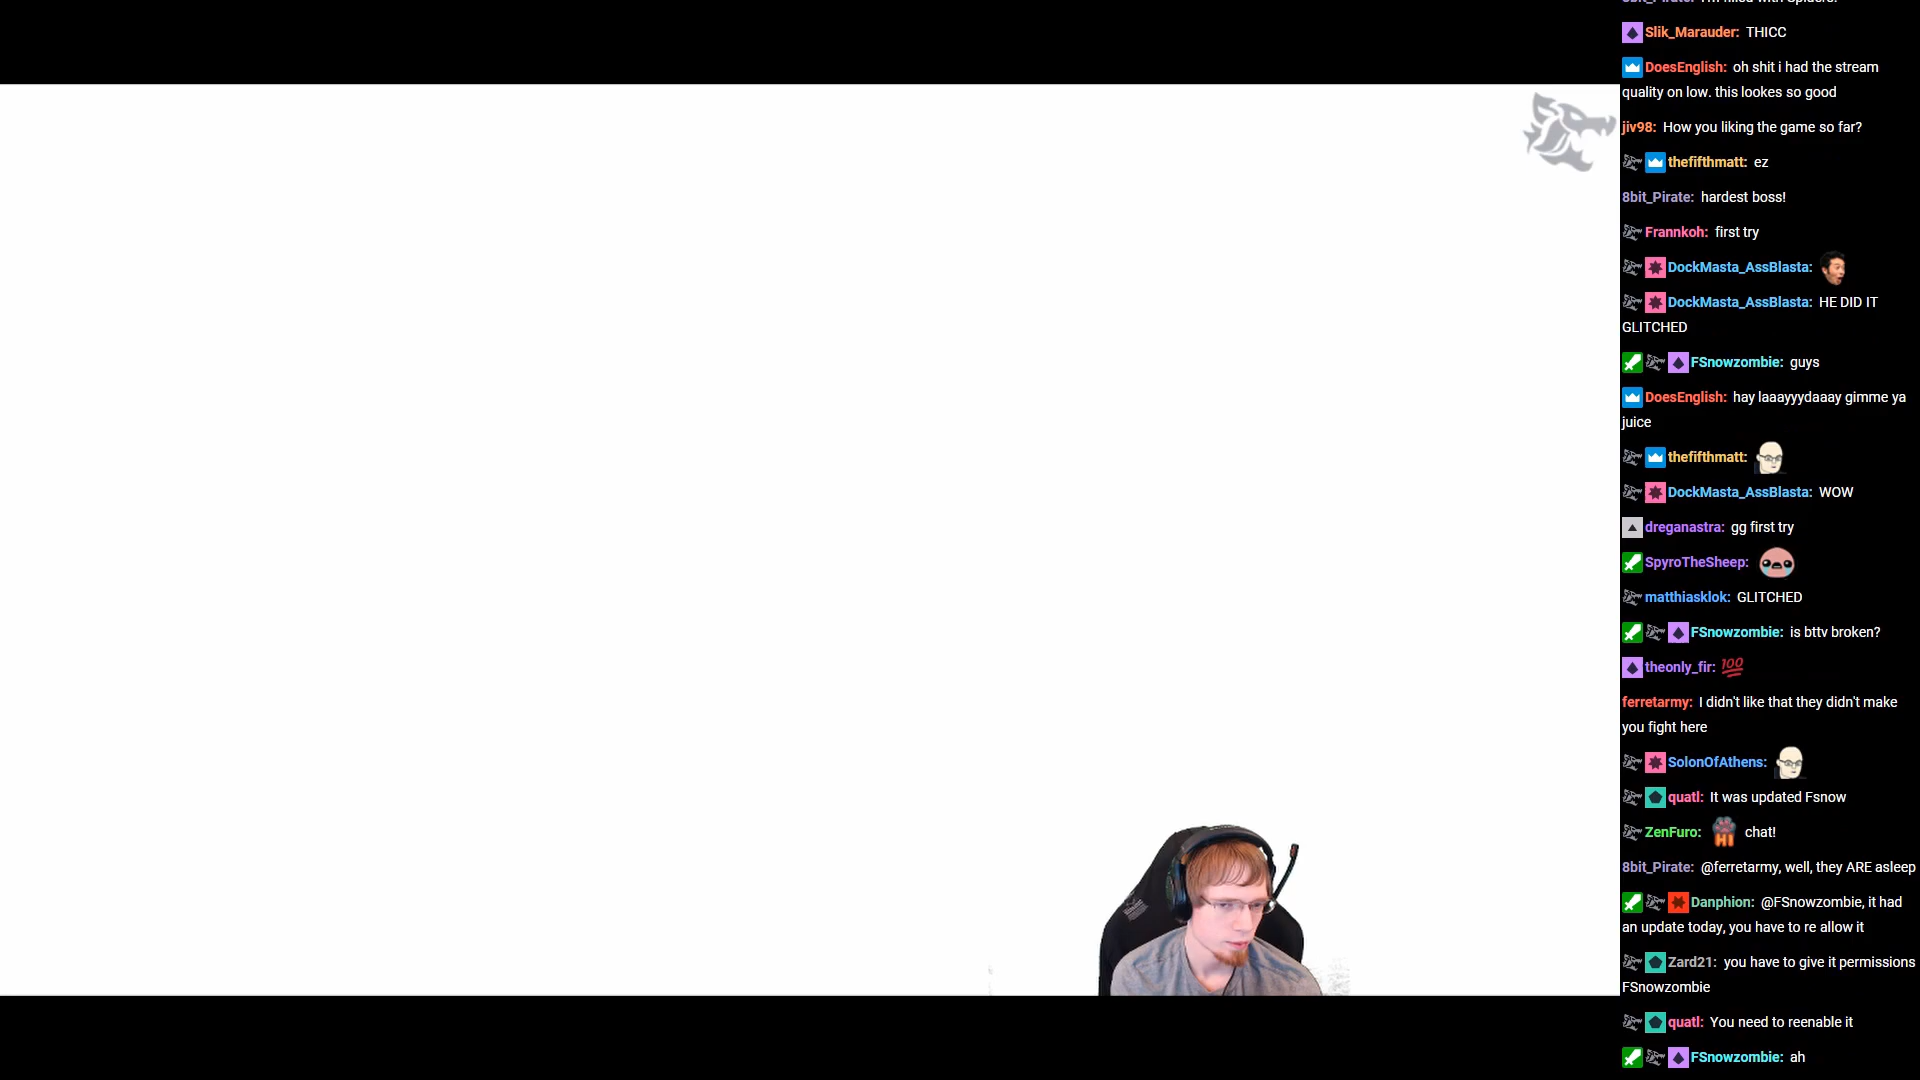 Slik_Marauder: THICC
DoesEnglish: oh shit i had the stream
quality on low. this lookes so good
jiv98: How you liking the game so far?
thefifthmatt: ez
8bit_Pirate: hardest boss!
Frannkoh: first try
DockMasta_AssBlasta:
DockMasta_AssBlasta: HE DID IT
GLITCHED
FSnowzombie: guys
DoesEnglish: hay laaayyydaaay gimme ya
juice
thefifthmatt:
DockMasta_AssBlasta: WOW
dreganastra: gg first try
SpyroTheSheep:
matthiasklok: GLITCHED
FSnowzombie: is bttv broken?
theonly_fir: 100
ferretarmy: I didn't like that they didn't make
you fight here
SolonOfAthens:
quatl: It was updated Fsnow
ZenFuro: HI chat!
8bit_Pirate: @ferretarmy, well, they ARE asleep
Danphion: @FSnowzombie, it had
an update today, you have to re allow it
Zard21: you have to give it permissions
FSnowzombie
quatl: You need to reenable it
FSnowzombie: ah